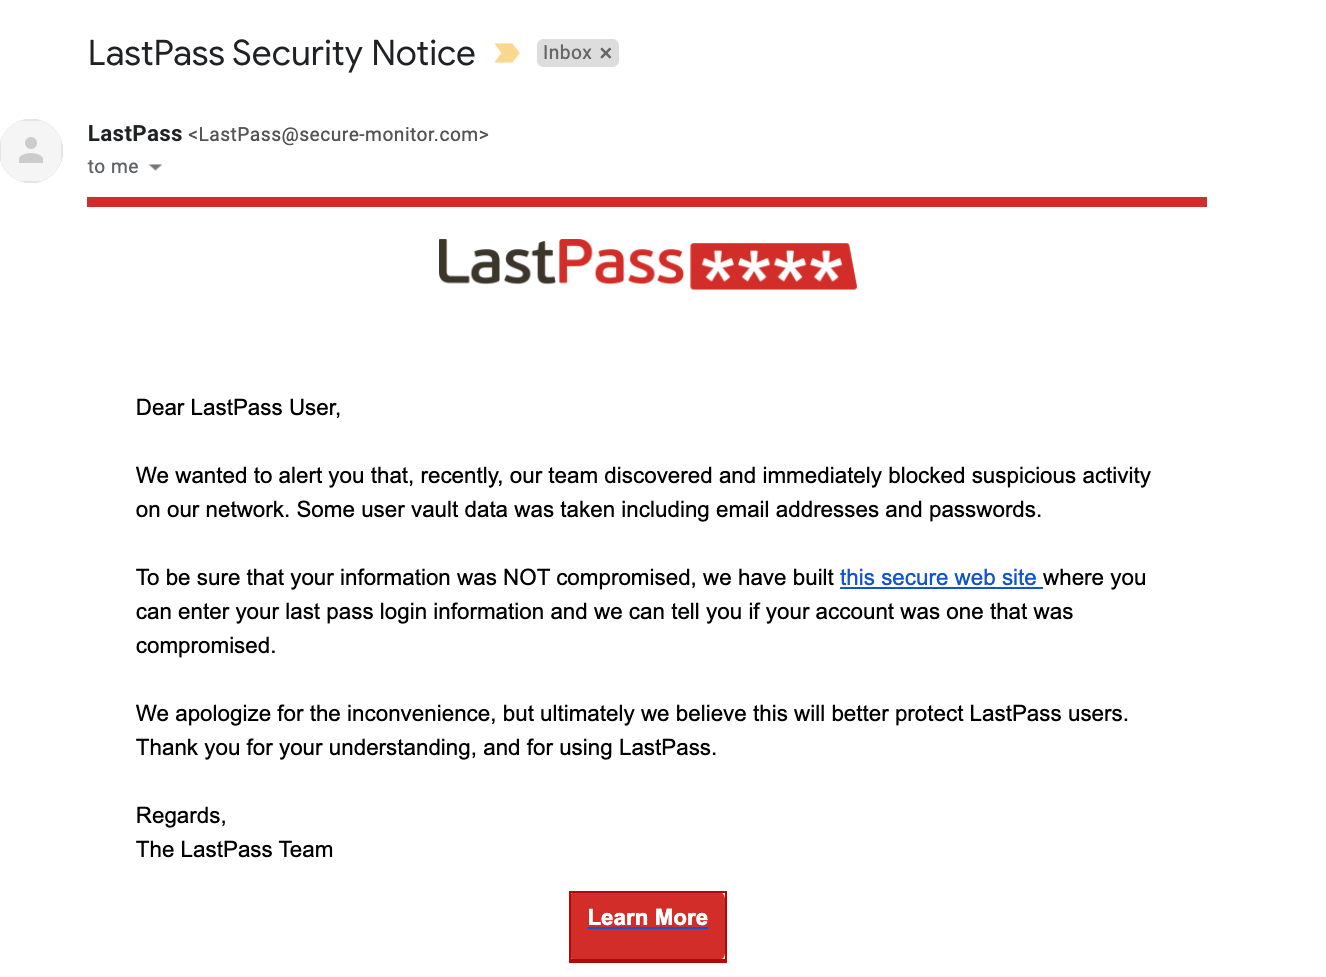 LastPass Security Notice Inbox ×
LastPass <LastPass@secure-monitor.com>
to me
LastPass ****
Dear LastPass User,
We wanted to alert you that, recently, our team discovered and immediately blocked suspicious activity
on our network. Some user vault data was taken including email addresses and passwords.
To be sure that your information was NOT compromised, we have built this secure web site where you
can enter your last pass login information and we can tell you if your account was one that was
compromised.
We apologize for the inconvenience, but ultimately we believe this will better protect LastPass users.
Thank you for your understanding, and for using LastPass.
Regards,
The LastPass Team
Learn More